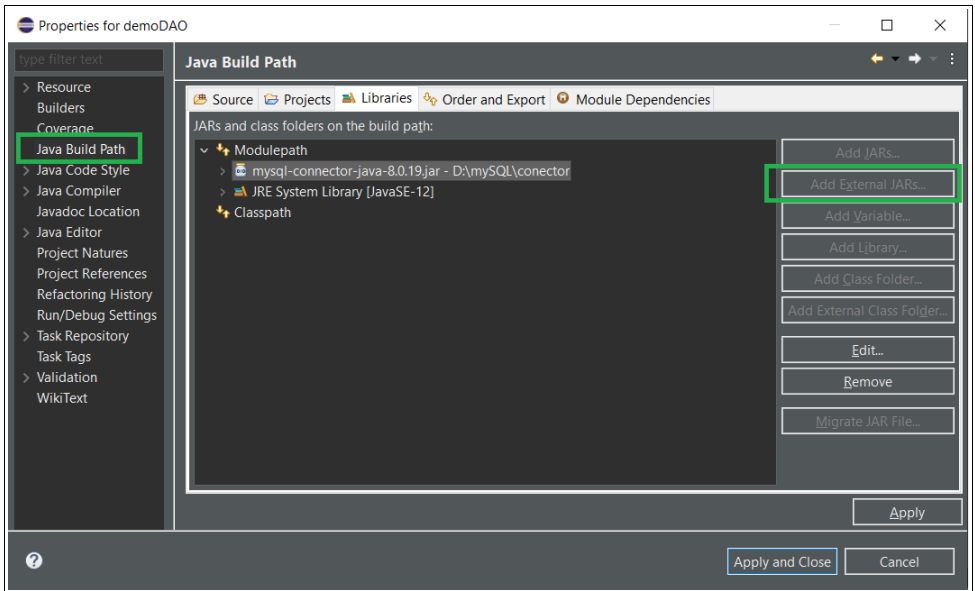 Properties for demoDAO
type filter text
Java Build Path
Resource
Builders
Coverage
Java Build Path
Java Code Style
Java Compiler
Javadoc Location
Java Editor
Project Natures
Project References
Refactoring History
Run/Debug Settings
Task Repository
Task Tags
Validation
WikiText
Source Projects Libraries Order and Export Module Dependencies
JARs and class folders on the build path:
Modulepath
mysql-connector-java-8.0.19.jar - D:\mySQL\conector
JRE System Library [JavaSE-12]
Classpath
Add JARs...
Add External JARs...
Add Variable...
Add Library...
Add Class Folder...
Add External Class Folder...
Edit...
Remove
Migrate JAR File...
Apply
Apply and Close Cancel